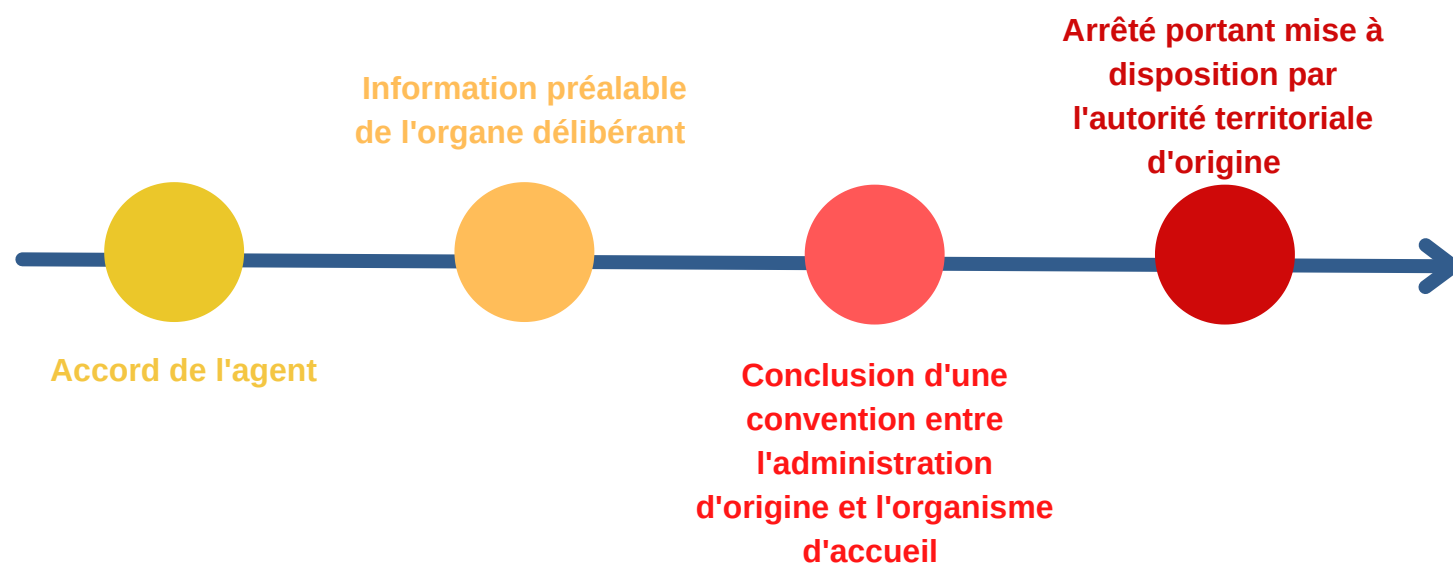 Accord de l'agent
Information préalable
de l'organe délibérant
Conclusion d'une
convention entre
l'administration
d'origine et l'organisme
d'accueil
Arrêté portant mise à
disposition par
l'autorité territoriale
d'origine